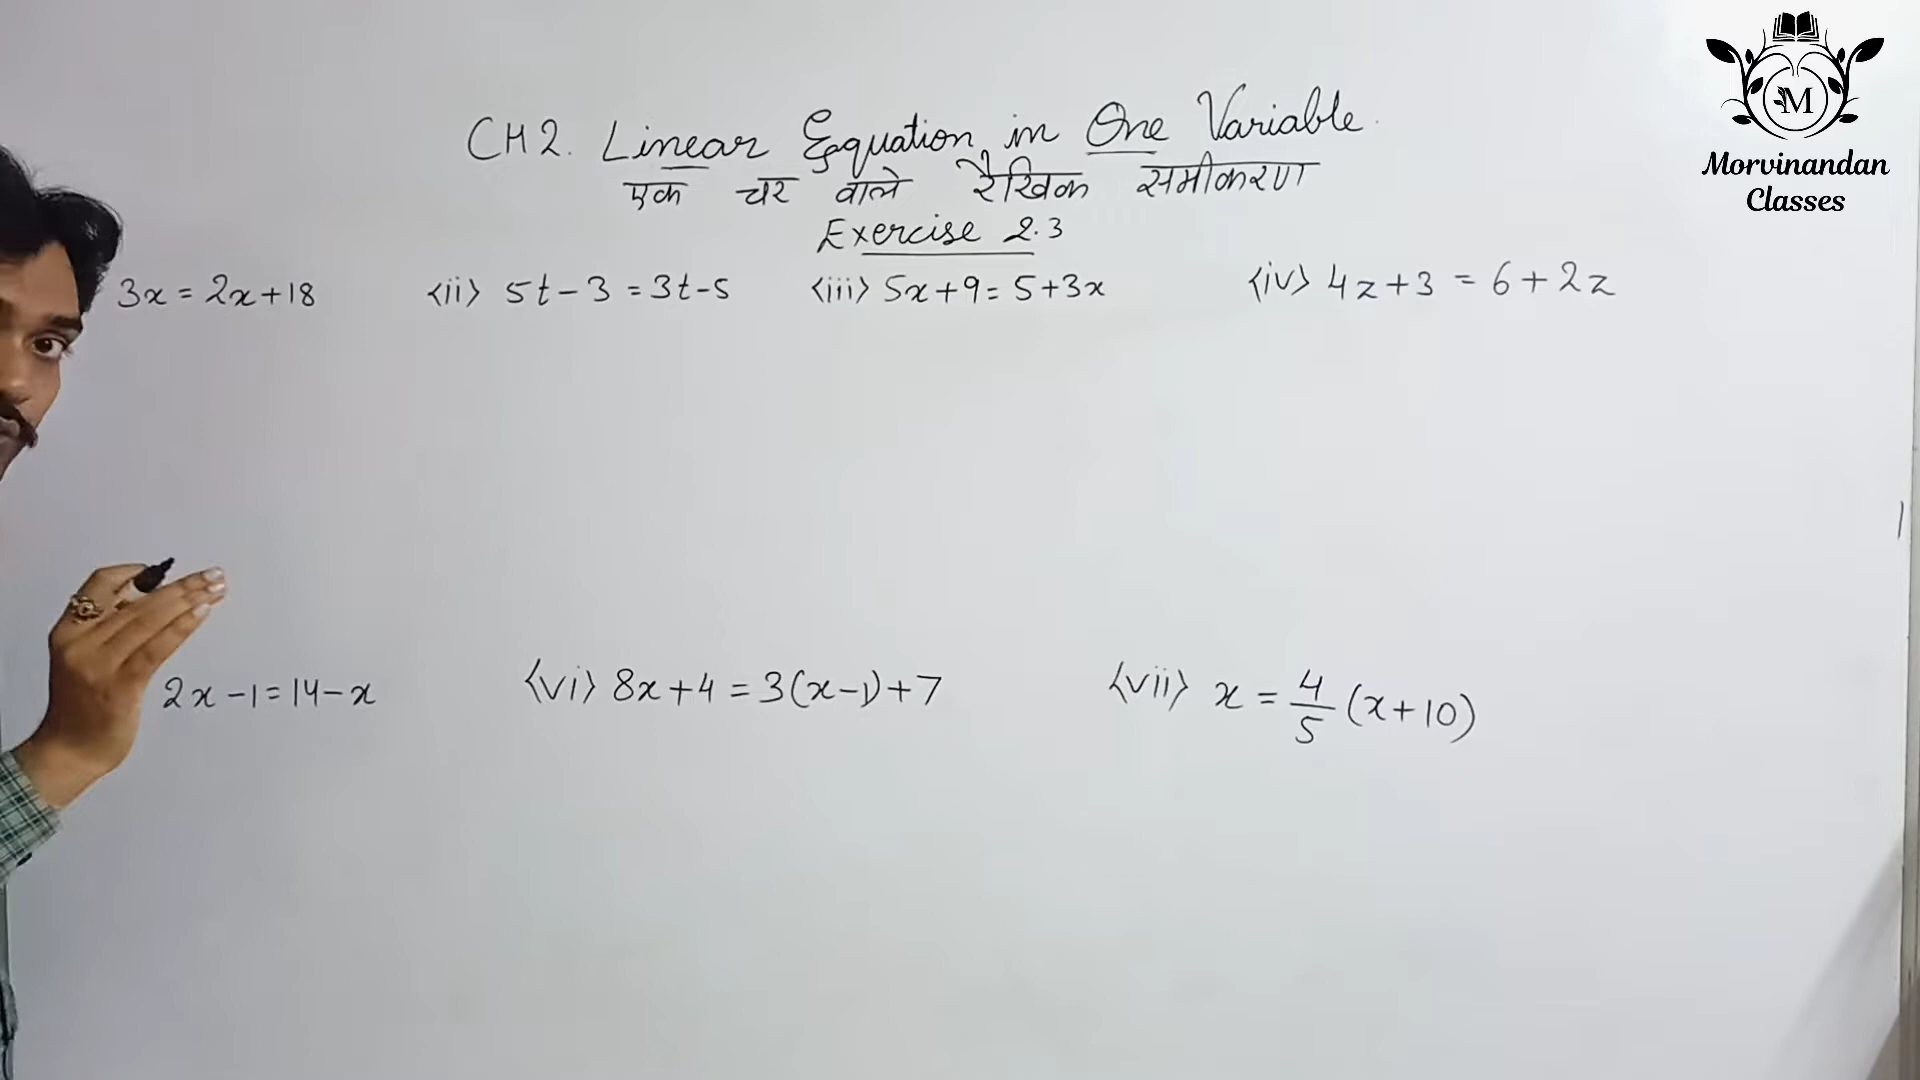 M
Morvinandan
Classes
CH 2. Linear Equation in One Variable.
एक चर वाले रैखिक समीकरण
Exercise 2.3
3x = 2x+18 <ii> 5t-3 = 3t-5 <iii> 5x+9 = 5+3x <iv> 4z+3 = 6+2z
2x-1 = 14-x <vi> 8x+4 = 3(x-1)+7 <vii> x = 4/5 (x+10)